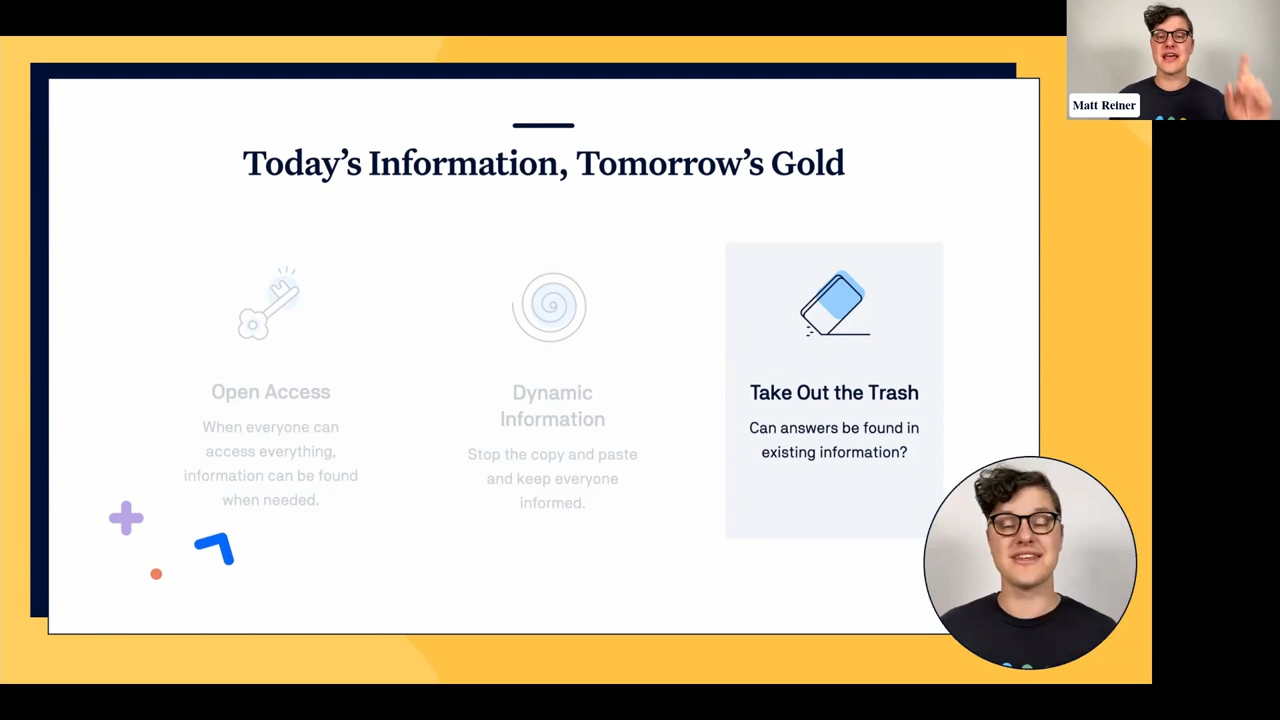 Matt Reiner
Today’s Information, Tomorrow’s Gold
Open Access
When everyone can
access everything,
information can be found
when needed.
Dynamic
Information
Stop the copy and paste
and keep everyone
informed.
Take Out the Trash
Can answers be found in
existing information?